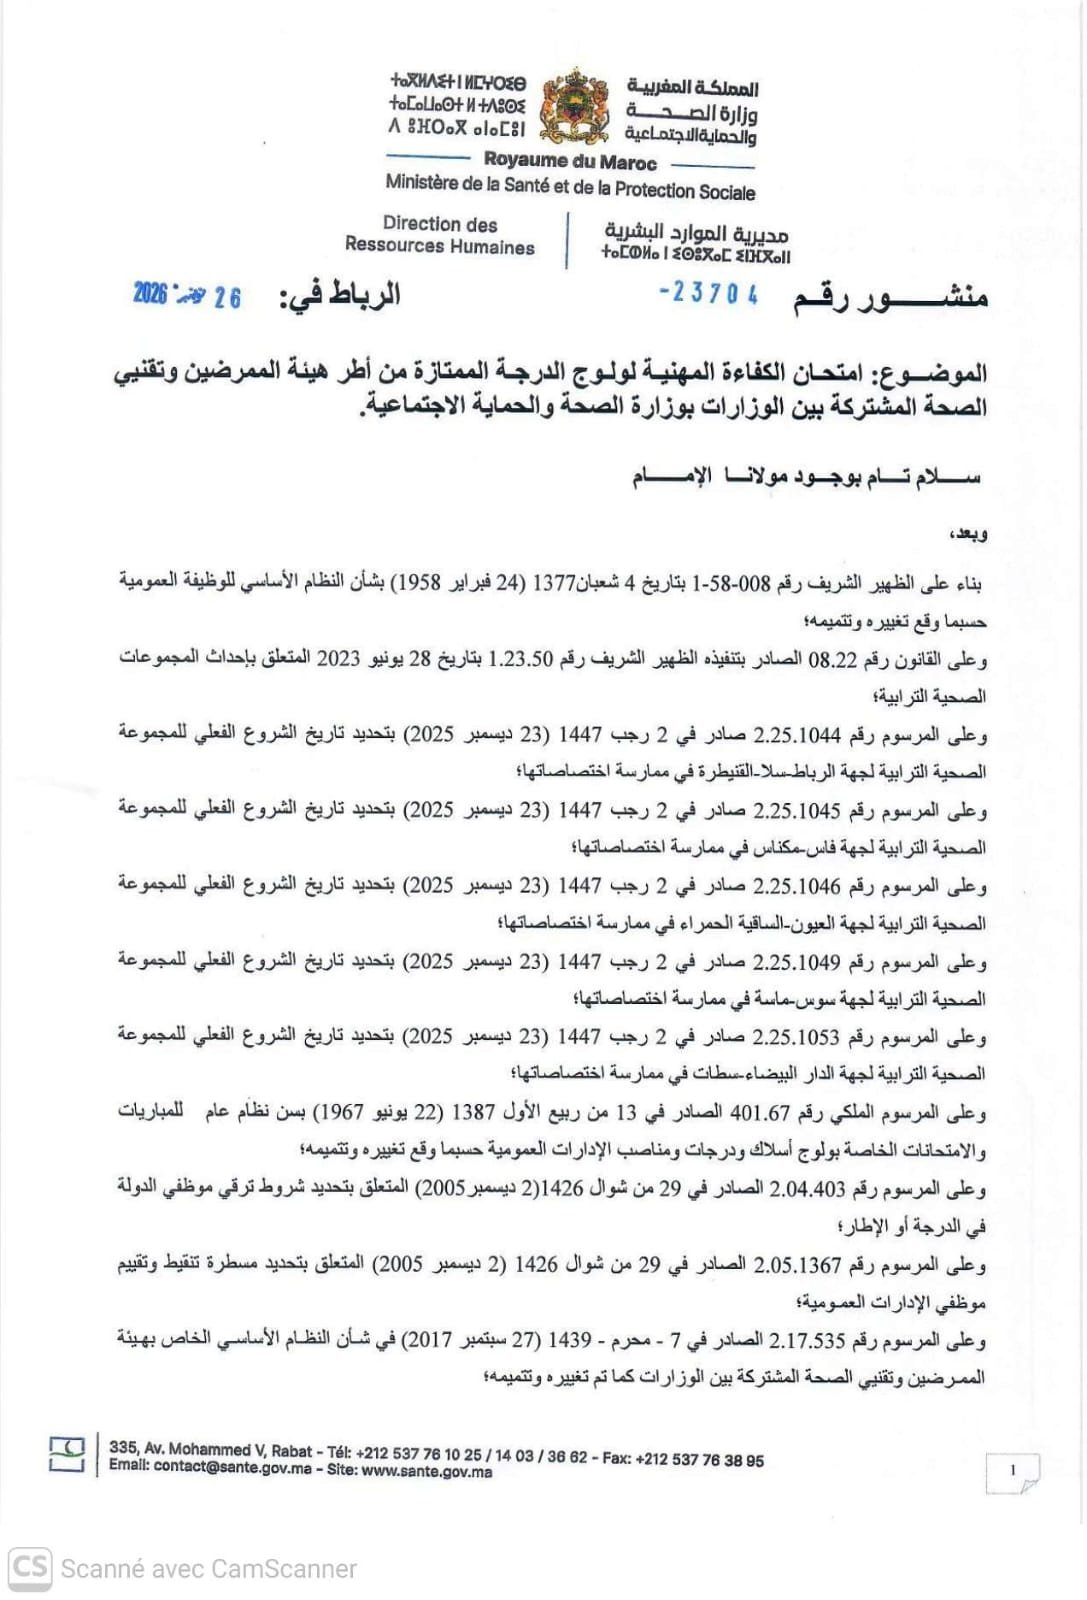 ⵜⴰⴳⵍⴷⵉⵜ ⵏ ⵍⵎⵖⵔⵉⴱ
المملكة المغربية
ⵜⴰⵎⴰⵡⴰⵙⵜ ⵏ ⵜⴷⵓⵙⵉ
وزارة الصحة
ⴷ ⵓⴼⵔⴰⴳ ⴰⵏⴰⵎⵓⵏ
والحماية الاجتماعية
Royaume du Maroc
Ministère de la Santé et de la Protection Sociale
Direction des
Ressources Humaines
مديرية الموارد البشرية
منشـــــور رقـم 23704-
الرباط في: 26 2026
الموضـــوع: امتحـان الكفاءة المهنية لولـوج الدرجـة الممتازة من أطر هيئة الممرضين وتقنيي
الصحة المشتركة بين الوزارات بوزارة الصحة والحماية الاجتماعية.
ســـلام تـــام بوجـــود مولانـا الإمـــام
وبعد،
بناء على الظهير الشريف رقم 008-58-1 بتاريخ 4 شعبان1377 (24 فبراير 1958) بشأن النظام الأساسي للوظيفة العمومية
حسبما وقع تغييره وتتميمه؛
وعلى القانون رقم 08.22 الصادر بتنفيذه الظهير الشريف رقم 1.23.50 بتاريخ 28 يونيو 2023 المتعلق بإحداث المجموعات
الصحية الترابية؛
وعلى المرسوم رقم 2.25.1044 صادر في 2 رجب 1447 (23 ديسمبر 2025) بتحديد تاريخ الشروع الفعلي للمجموعة
الصحية الترابية لجهة الرباط-سلا-القنيطرة في ممارسة اختصاصاتها؛
وعلى المرسوم رقم 2.25.1045 صادر في 2 رجب 1447 (23 ديسمبر 2025) بتحديد تاريخ الشروع الفعلي للمجموعة
الصحية الترابية لجهة فاس-مكناس في ممارسة اختصاصاتها؛
وعلى المرسوم رقم 2.25.1046 صادر في 2 رجب 1447 (23 ديسمبر 2025) بتحديد تاريخ الشروع الفعلي للمجموعة
الصحية الترابية لجهة العيون-الساقية الحمراء في ممارسة اختصاصاتها؛
وعلى المرسوم رقم 2.25.1049 صادر في 2 رجب 1447 (23 ديسمبر 2025) بتحديد تاريخ الشروع الفعلي للمجموعة
الصحية الترابية لجهة سوس-ماسة في ممارسة اختصاصاتها؛
وعلى المرسوم رقم 2.25.1053 صادر في 2 رجب 1447 (23 ديسمبر 2025) بتحديد تاريخ الشروع الفعلي للمجموعة
الصحية الترابية لجهة الدار البيضاء-سطات في ممارسة اختصاصاتها؛
وعلى المرسوم الملكي رقم 401.67 الصادر في 13 من ربيع الأول 1387 (22 يونيو 1967) بسن نظام عام للمباريات
والامتحانات الخاصة بولوج أسلاك ودرجات ومناصب الإدارات العمومية حسبما وقع تغييره وتتميمه؛
وعلى المرسوم رقم 2.04.403 الصادر في 29 من شوال 1426(2 ديسمبر2005) المتعلق بتحديد شروط ترقي موظفي الدولة
في الدرجة أو الإطار؛
وعلى المرسوم رقم 2.05.1367 الصادر في 29 من شوال 1426 (2 ديسمبر 2005) المتعلق بتحديد مسطرة تنقيط وتقييم
موظفي الإدارات العمومية؛
وعلى المرسوم رقم 2.17.535 الصادر في 7 - محرم - 1439 (27 سبتمبر 2017) في شأن النظام الأساسي الخاص بهيئة
الممرضين وتقنيي الصحة المشتركة بين الوزارات كما تم تغييره وتتميمه؛
335, Av. Mohammed V, Rabat – Tél: +212 537 76 10 25 / 14 03 / 36 62 – Fax: +212 537 76 38 95
Email: contact@sante.gov.ma – Site: www.sante.gov.ma
1
CS Scanné avec CamScanner